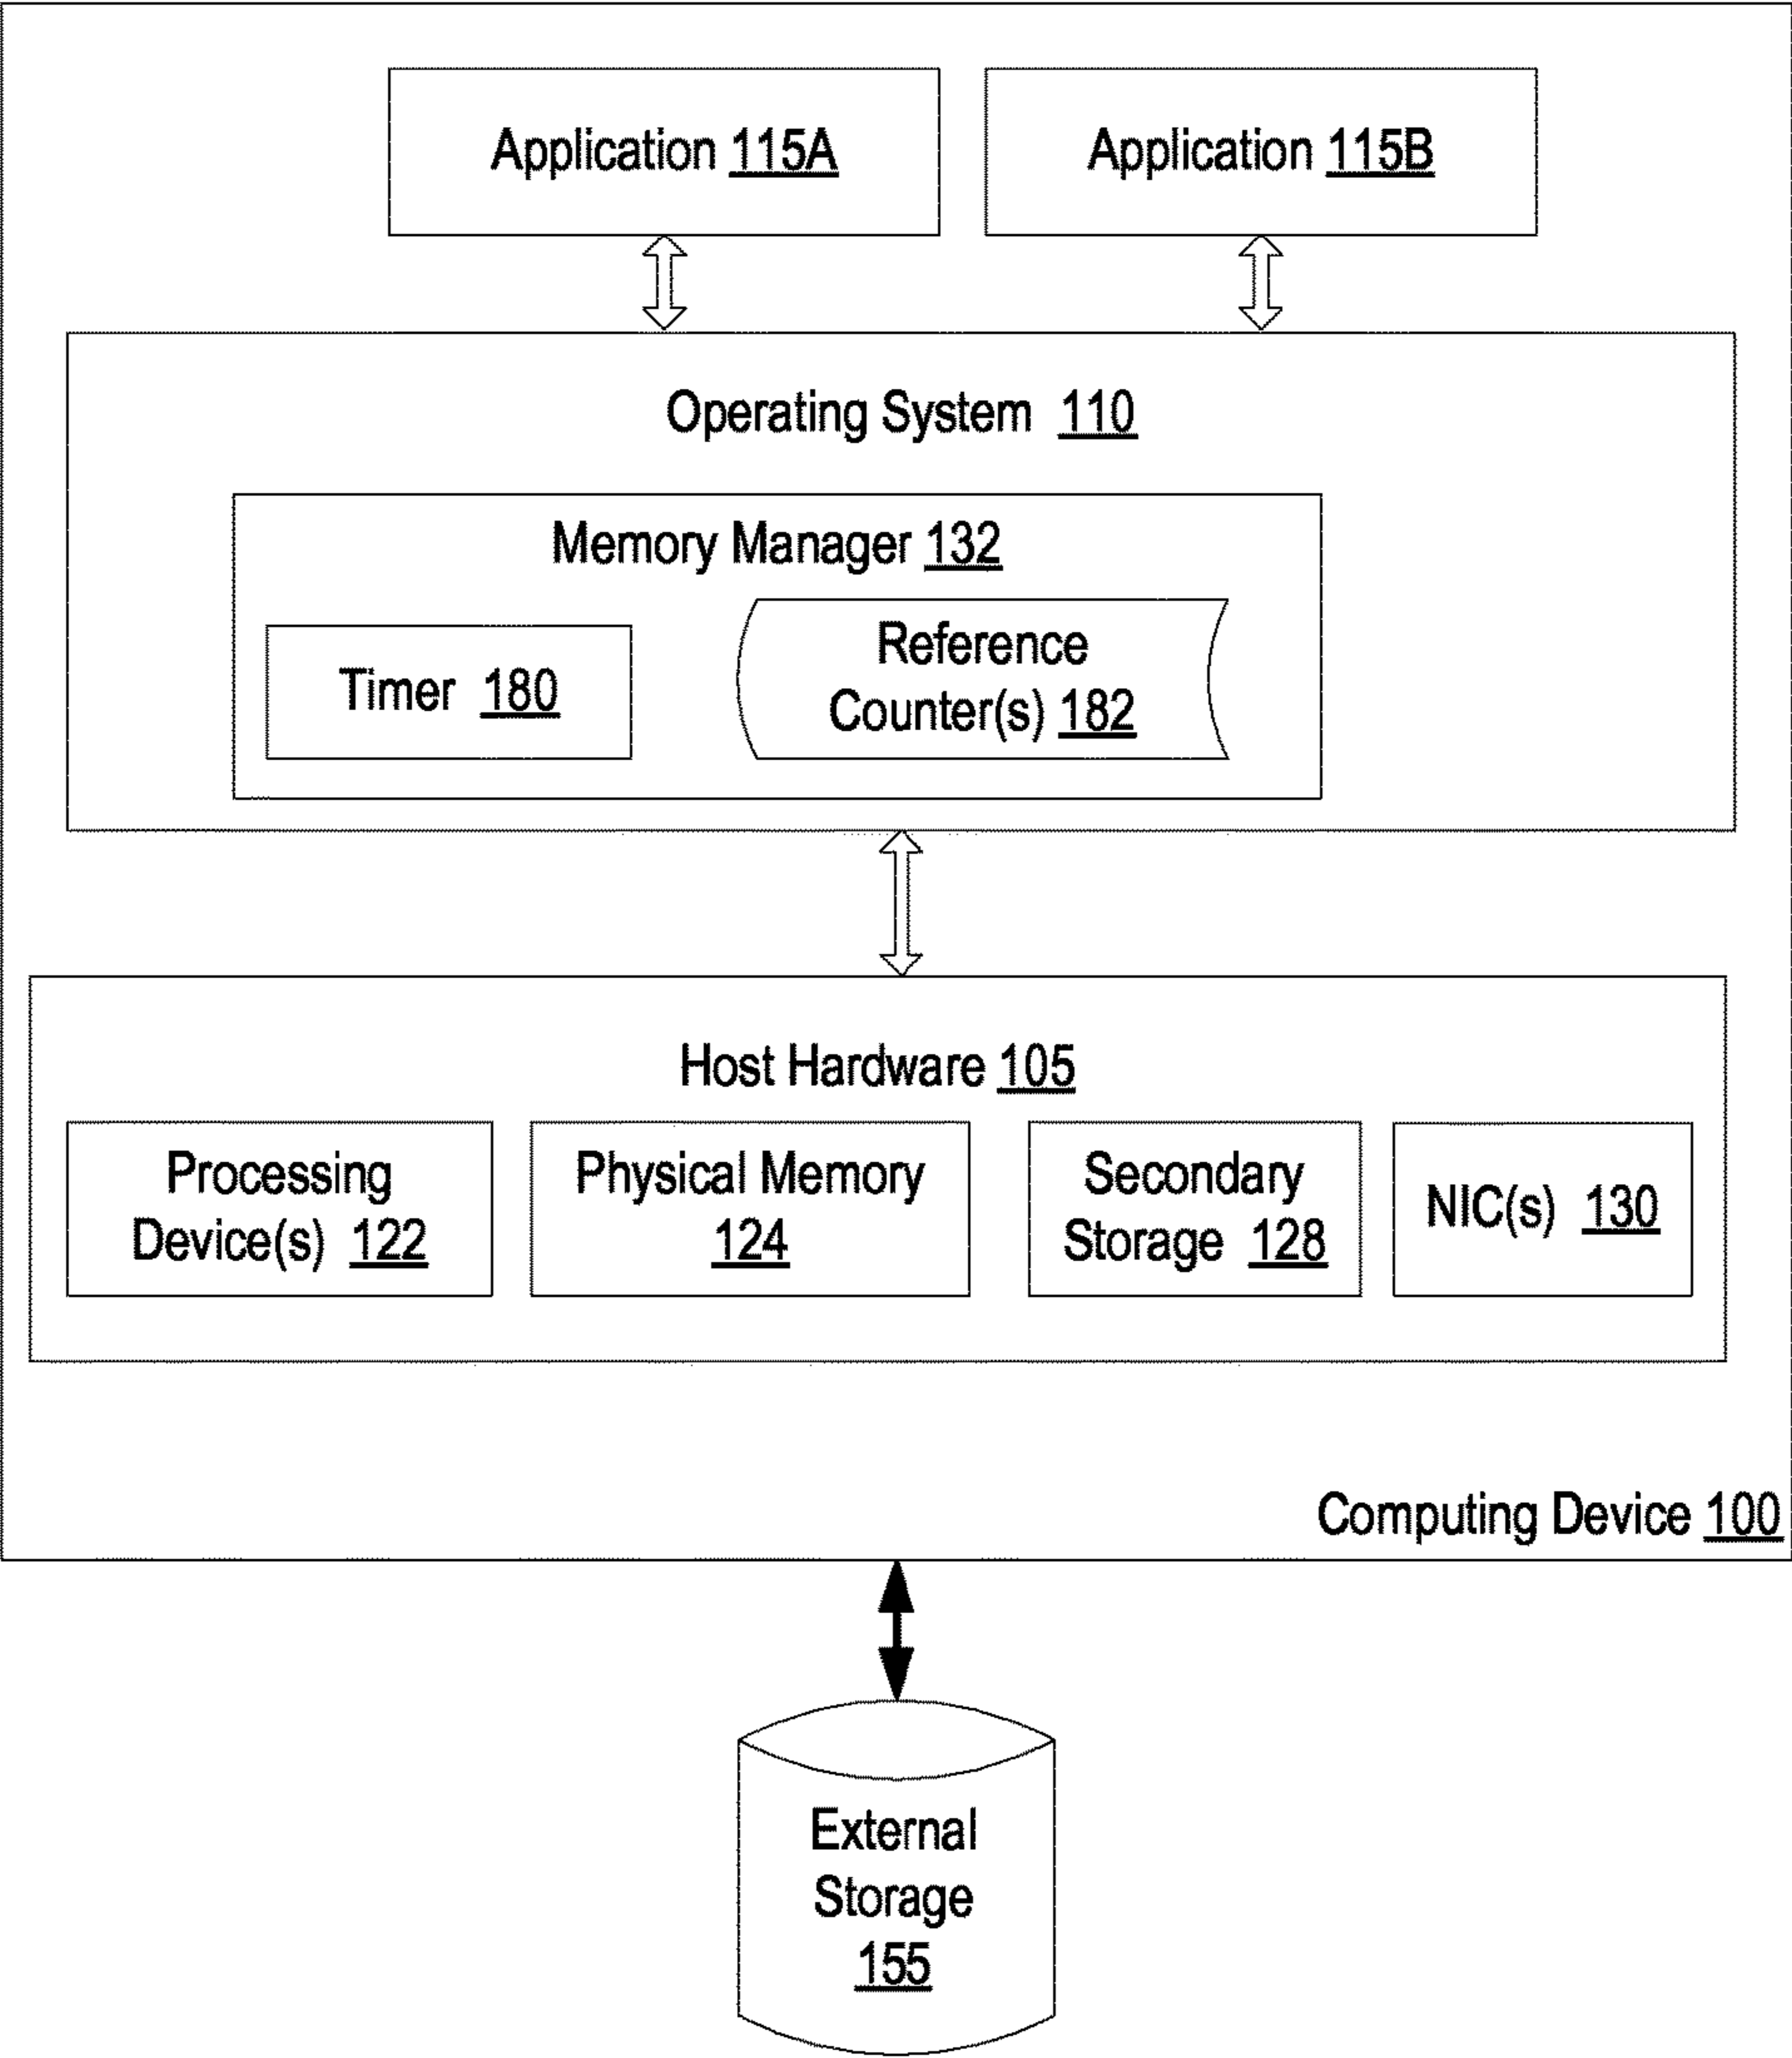 Application 115A
Application 115B
Operating System 110
Memory Manager 132
Timer 180
Reference
Counter(s) 182
Host Hardware 105
Processing
Device(s) 122
Physical Memory
124
Secondary
Storage 128
NIC(s) 130
Computing Device 100
External
Storage
155